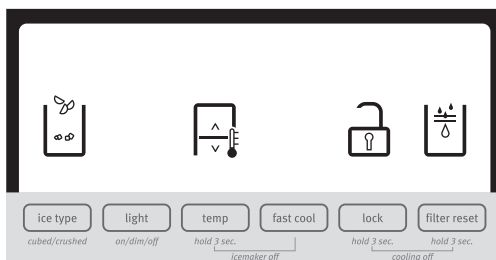 ice type light temp fast cool lock filter reset
cubed/crushed on/dim/off hold 3 sec. hold 3 sec. hold 3 sec.
icemaker off cooling off